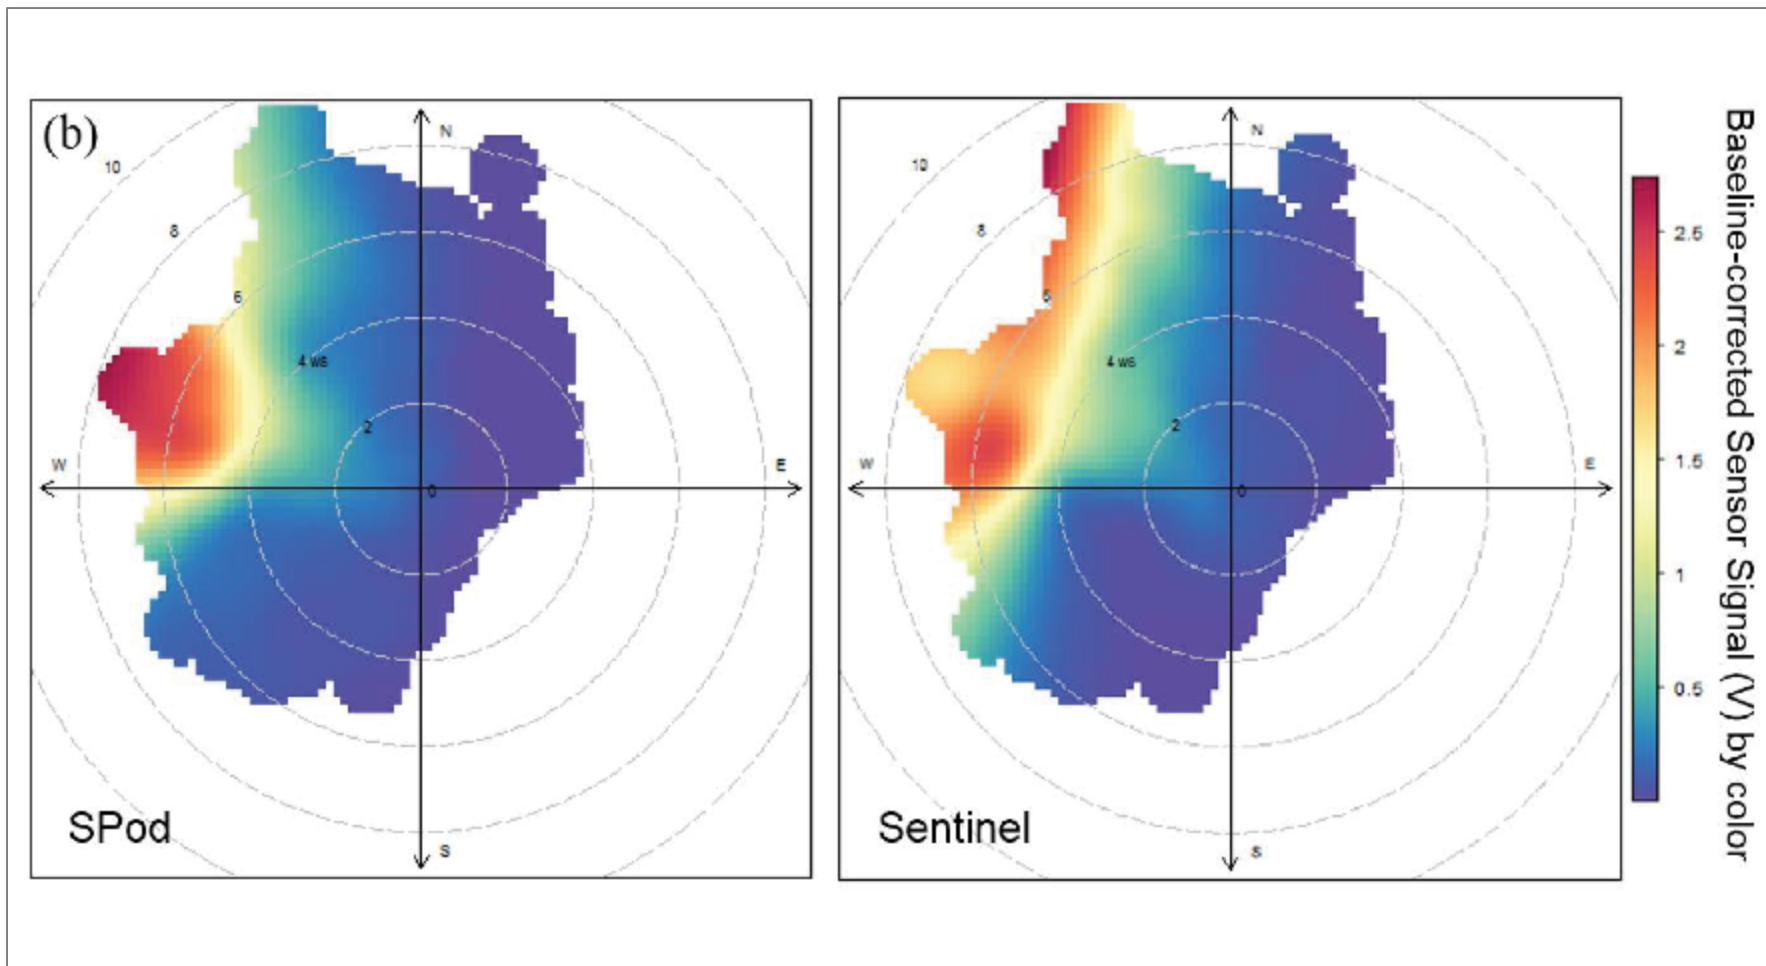 (b)
N
10
8
6
4 ws
2
W
E
0
S
SPod
N
10
8
6
4 ws
2
W
E
0
S
Sentinel
2.5
2
1.5
1
0.5
Baseline-corrected Sensor Signal (V) by color